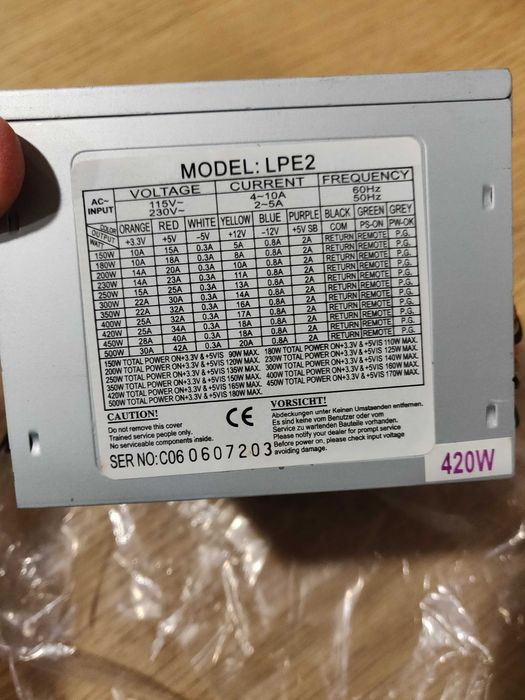 MODEL: LPE2
AC~ INPUT VOLTAGE CURRENT FREQUENCY
115V~ 4~10A 60Hz
230V~ 2~5A 50Hz
COLOR ORANGE RED WHITE YELLOW BLUE PURPLE BLACK GREEN GREY
OUTPUT WATT +3.3V +5V -5V +12V -12V +5V SB COM PS-ON PW-OK
150W 10A 15A 0.3A 5A 0.8A 2A RETURN REMOTE P.G.
180W 10A 18A 0.3A 8A 0.8A 2A RETURN REMOTE P.G.
200W 14A 20A 0.3A 10A 0.8A 2A RETURN REMOTE P.G.
230W 14A 23A 0.3A 11A 0.8A 2A RETURN REMOTE P.G.
250W 15A 25A 0.3A 13A 0.8A 2A RETURN REMOTE P.G.
300W 22A 30A 0.3A 14A 0.8A 2A RETURN REMOTE P.G.
350W 22A 32A 0.3A 16A 0.8A 2A RETURN REMOTE P.G.
400W 25A 32A 0.3A 17A 0.8A 2A RETURN REMOTE P.G.
420W 25A 34A 0.3A 18A 0.8A 2A RETURN REMOTE P.G.
450W 28A 40A 0.3A 18A 0.8A 2A RETURN REMOTE P.G.
500W 30A 42A 0.3A 20A 0.8A 2A RETURN REMOTE P.G.
150W TOTAL POWER ON+3.3V & +5VIS 90W MAX. 180W TOTAL POWER ON+3.3V & +5VIS 110W MAX.
200W TOTAL POWER ON+3.3V & +5VIS 120W MAX. 230W TOTAL POWER ON+3.3V & +5VIS 125W MAX.
250W TOTAL POWER ON+3.3V & +5VIS 135W MAX. 300W TOTAL POWER ON+3.3V & +5VIS 140W MAX.
350W TOTAL POWER ON+3.3V & +5VIS 150W MAX. 400W TOTAL POWER ON+3.3V & +5VIS 160W MAX.
420W TOTAL POWER ON+3.3V & +5VIS 165W MAX. 450W TOTAL POWER ON+3.3V & +5VIS 170W MAX.
500W TOTAL POWER ON+3.3V & +5VIS 180W MAX.
CAUTION!
Do not remove this cover
Trained service people only.
No serviceable components inside.
CE
VORSICHT!
Abdeckungen unter Keinen Umstaenden entfernen.
Es sind keine vom Benutzer oder vom
zu wartenden Bauteile vorhanden.
Please notify your dealer for prompt service
Before power on, please check input voltage
avoiding damage.
SER NO: C06 0607203
420W